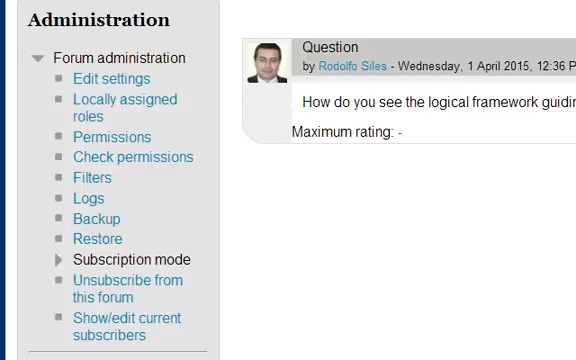 Administration
Forum administration
Edit settings
Locally assigned
roles
Permissions
Check permissions
Filters
Logs
Backup
Restore
Subscription mode
Unsubscribe from
this forum
Show/edit current
subscribers
Question
by Rodolfo Siles - Wednesday, 1 April 2015, 12:36 P
How do you see the logical framework guidin
Maximum rating: -